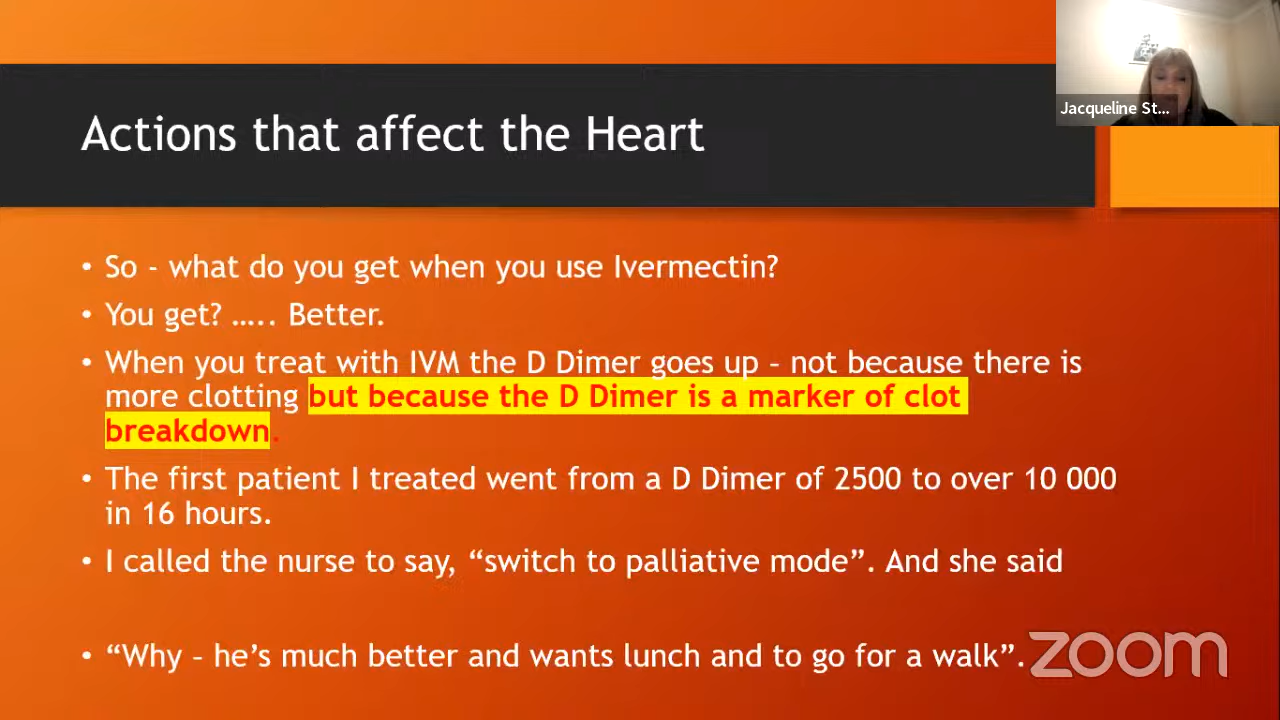 Jacqueline St...
Actions that affect the Heart
• So - what do you get when you use Ivermectin?
• You get? ….. Better.
• When you treat with IVM the D Dimer goes up – not because there is
more clotting but because the D Dimer is a marker of clot
breakdown.
• The first patient I treated went from a D Dimer of 2500 to over 10 000
in 16 hours.
• I called the nurse to say, “switch to palliative mode”. And she said
• “Why – he’s much better and wants lunch and to go for a walk”.
zoom